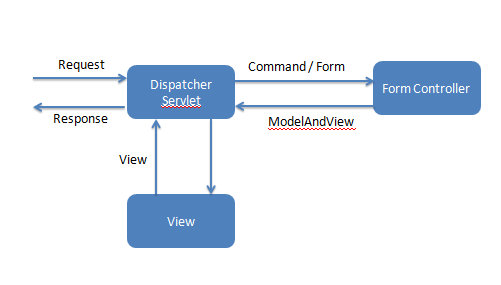 Request
Command / Form
Dispatcher
Servlet
Form Controller
Response
ModelAndView
View
View